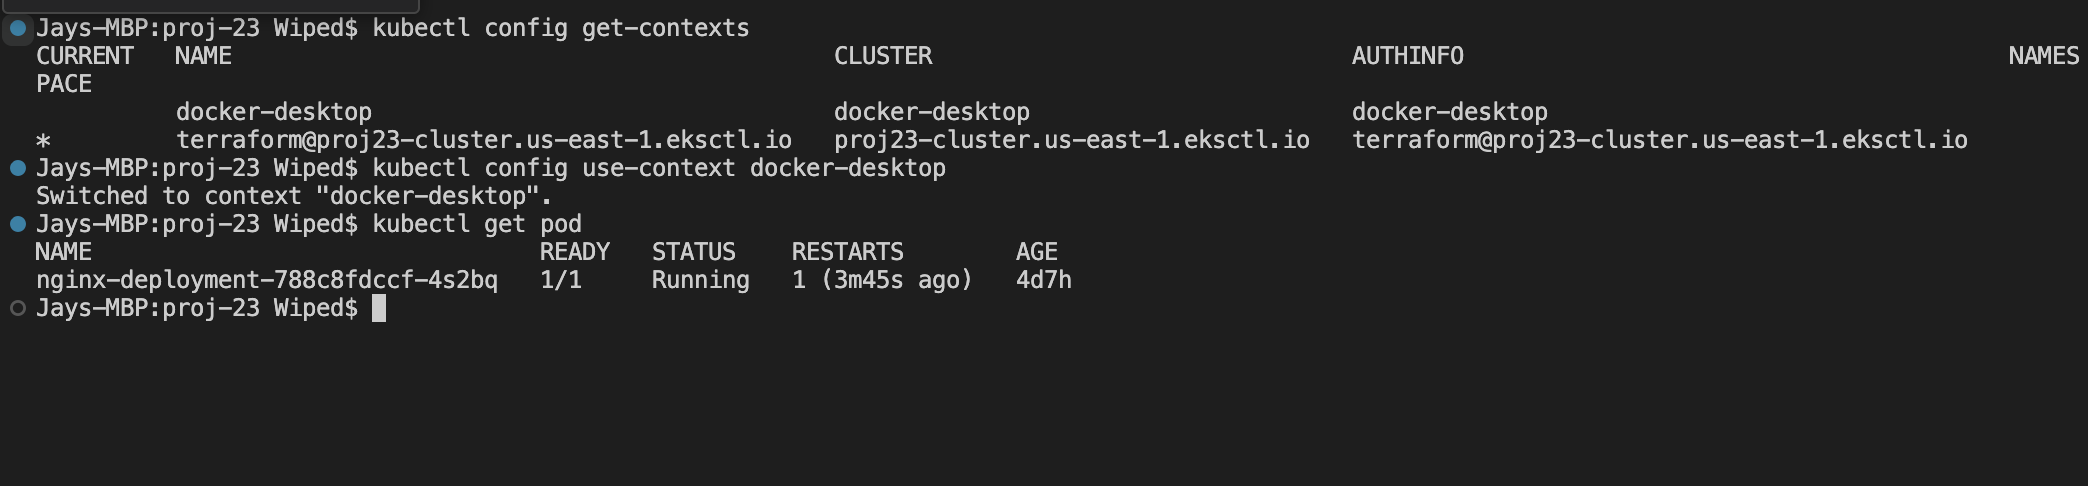 Jays-MBP:proj-23 Wiped$ kubectl config get-contexts
CURRENT   NAME                                           CLUSTER                              AUTHINFO                                       NAMES
PACE
          docker-desktop                                 docker-desktop                       docker-desktop
*         terraform@proj23-cluster.us-east-1.eksctl.io   proj23-cluster.us-east-1.eksctl.io   terraform@proj23-cluster.us-east-1.eksctl.io
Jays-MBP:proj-23 Wiped$ kubectl config use-context docker-desktop
Switched to context "docker-desktop".
Jays-MBP:proj-23 Wiped$ kubectl get pod
NAME                                READY   STATUS    RESTARTS        AGE
nginx-deployment-788c8fdccf-4s2bq   1/1     Running   1 (3m45s ago)   4d7h
Jays-MBP:proj-23 Wiped$